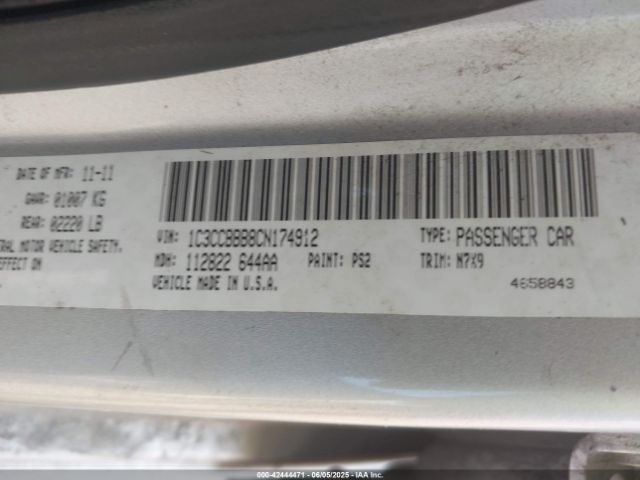 DATE OF MFR: 11-11
GAWR: 01007 KG
REAR: 02220 LB
TRAL MOTOR VEHICLE SAFETY.
EFFECT ON
VIN: 1C3CCBBB8CN174912
TYPE: PASSENGER CAR
MDH: 112822 644AA
PAINT: PS2
TRIM: N7X9
VEHICLE MADE IN U.S.A.
4658843
000-42444471 - 06/05/2025 - IAA Inc.